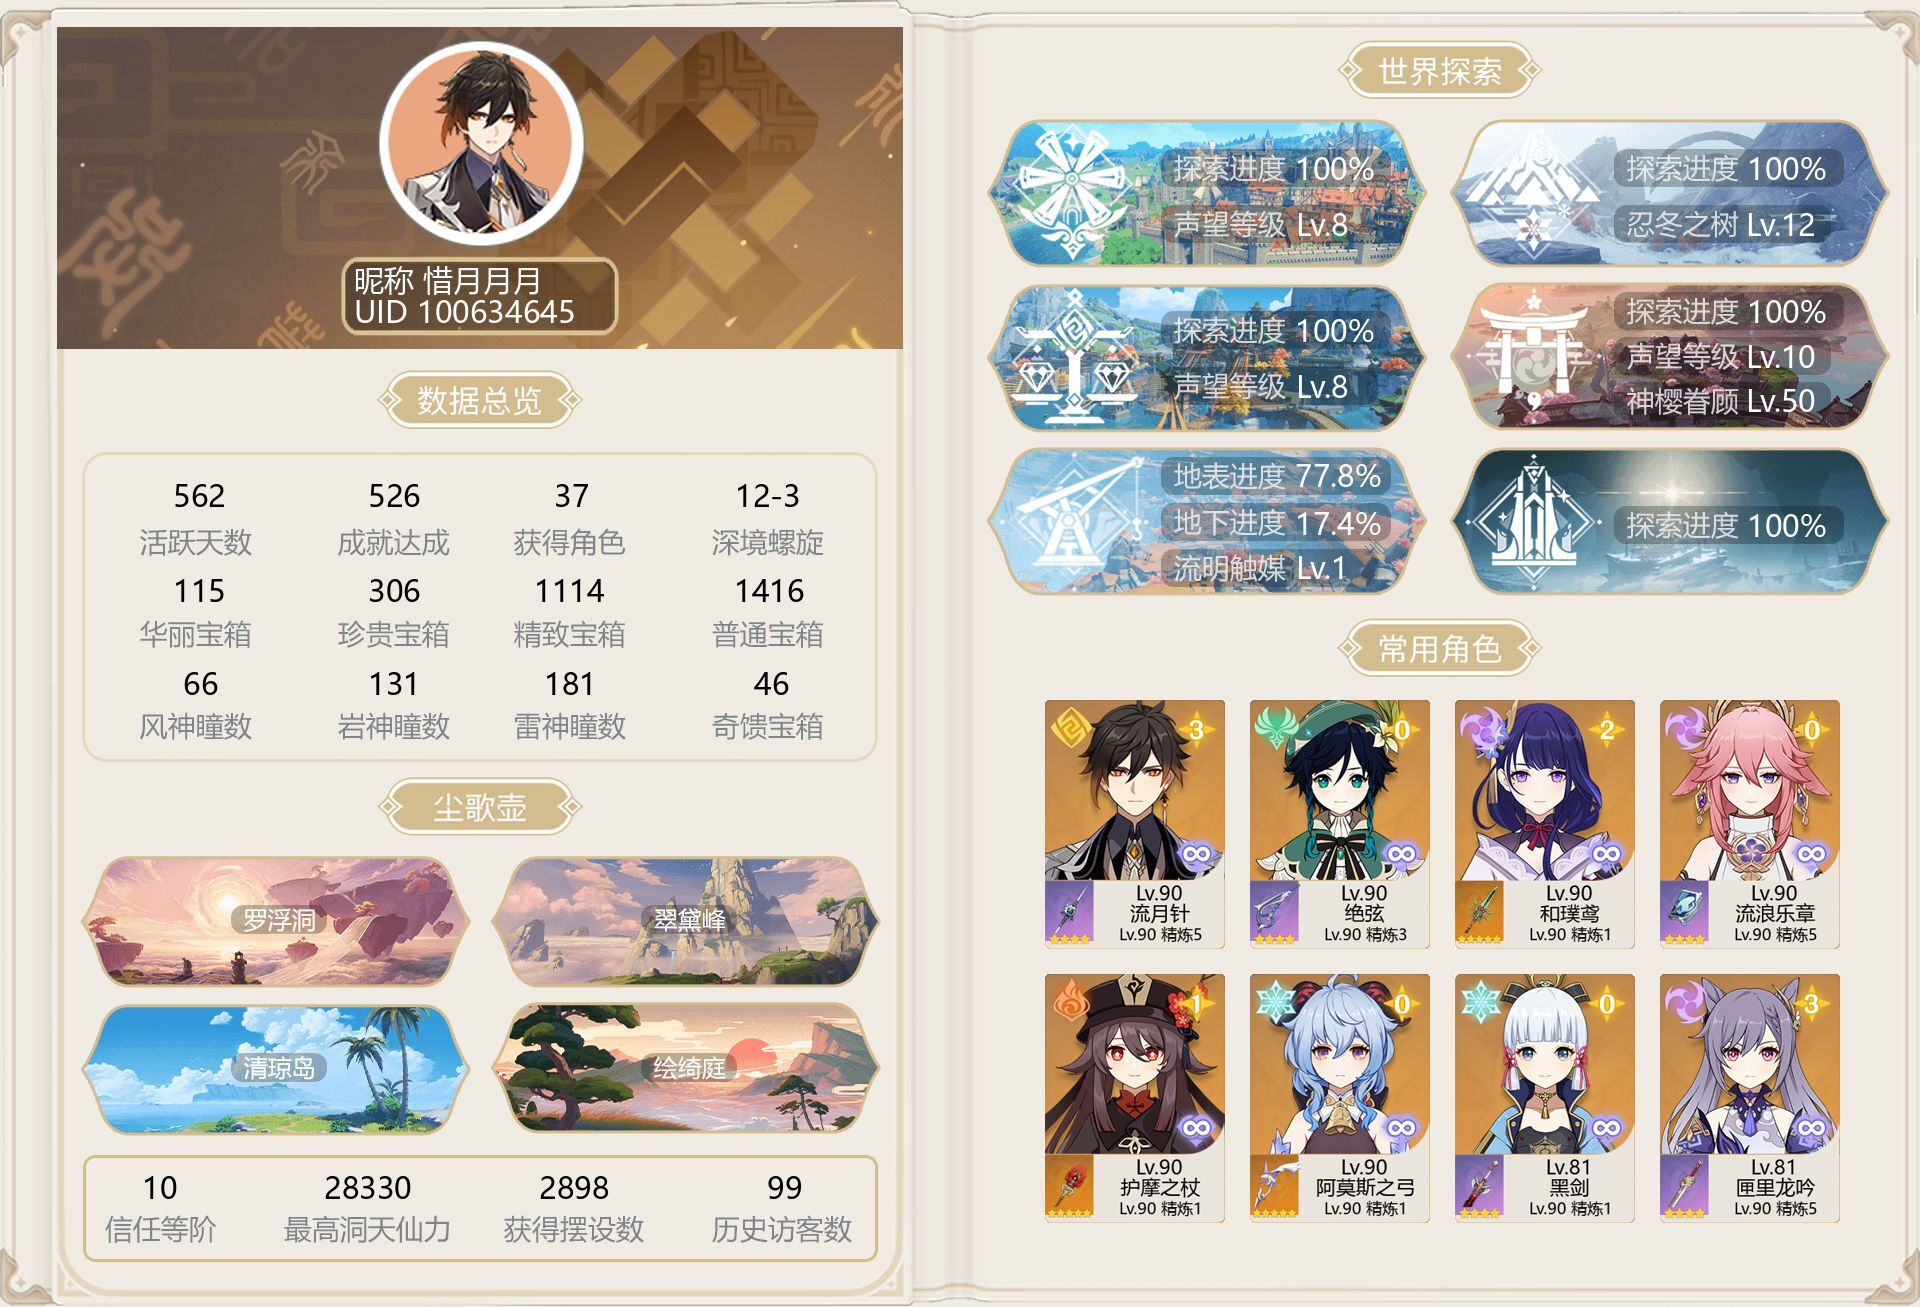 昵称 惜月月月
UID 100634645
数据总览
562 526 37 12-3
活跃天数 成就达成 获得角色 深境螺旋
115 306 1114 1416
华丽宝箱 珍贵宝箱 精致宝箱 普通宝箱
66 131 181 46
风神瞳数 岩神瞳数 雷神瞳数 奇馈宝箱
尘歌壶
罗浮洞 翠黛峰
清琼岛 绘绮庭
10 28330 2898 99
信任等阶 最高洞天仙力 获得摆设数 历史访客数
世界探索
探索进度 100%
声望等级 Lv.8
探索进度 100%
忍冬之树 Lv.12
探索进度 100%
声望等级 Lv.8
探索进度 100%
声望等级 Lv.10
神樱眷顾 Lv.50
地表进度 77.8%
地下进度 17.4%
流明触媒 Lv.1
探索进度 100%
常用角色
3 0 2 0
Lv.90 Lv.90 Lv.90 Lv.90
流月针 绝弦 和璞鸢 流浪乐章
Lv.90 精炼5 Lv.90 精炼3 Lv.90 精炼1 Lv.90 精炼5
1 0 0 3
Lv.90 Lv.90 Lv.81 Lv.81
护摩之杖 阿莫斯之弓 黑剑 匣里龙吟
Lv.90 精炼1 Lv.90 精炼1 Lv.90 精炼1 Lv.90 精炼5